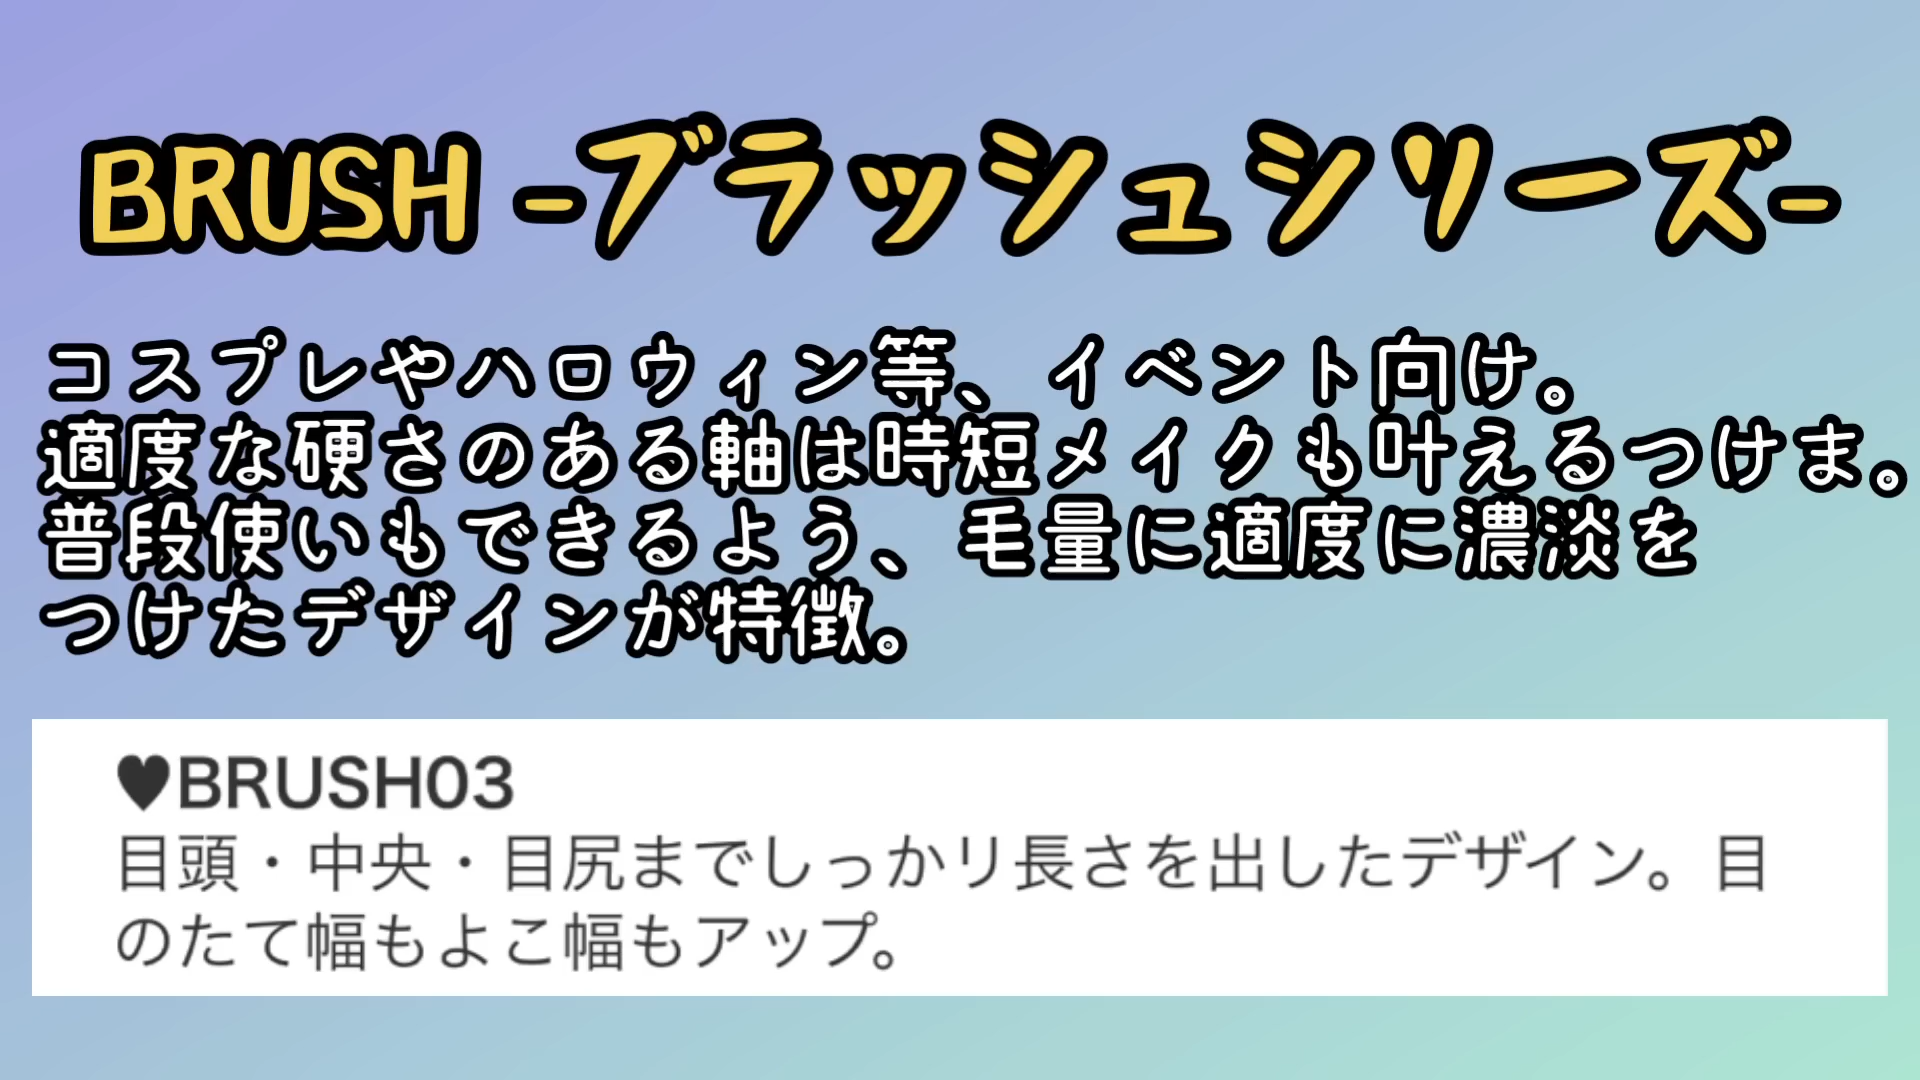 BRUSH -ブラッシュシリーズ-
コスプレやハロウィン等、イベント向け。
適度な硬さのある軸は時短メイクも叶えるつけま。
普段使いもできるよう、毛量に適度に濃淡を
つけたデザインが特徴。
♥BRUSH03
目頭・中央・目尻までしっかり長さを出したデザイン。目
のたて幅もよこ幅もアップ。